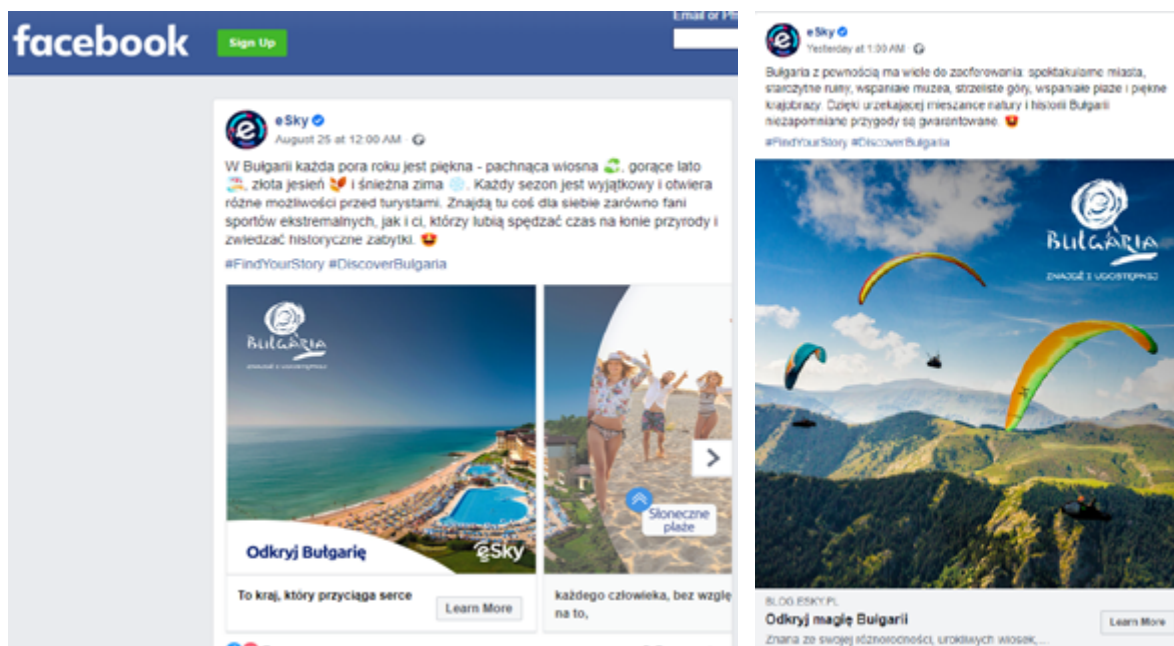 facebook
Sign Up
Email or Ph
eSky
August 25 at 12:00 AM
W Bułgarii każda pora roku jest piękna - pachnąca wiosna , gorące lato
, złota jesień i śnieżna zima . Każdy sezon jest wyjątkowy i otwiera
różne możliwości przed turystami. Znajdą tu coś dla siebie zarówno fani
sportów ekstremalnych, jak i ci, którzy lubią spędzać czas na łonie przyrody i
zwiedzać historyczne zabytki.
#FindYourStory #DiscoverBulgaria
BUŁGARIA
ZNAJDŹ I UDOSTĘPNIJ
Odkryj Bułgarię
eSky
Słoneczne
plaże
To kraj, który przyciąga serce
Learn More
każdego człowieka, bez wzglę
na to,
eSky
Yesterday at 1:00 AM
Bułgaria z pewnością ma wiele do zaoferowania: spektakularne miasta,
starożytne ruiny, wspaniałe muzea, strzeliste góry, wspaniałe plaże i piękne
krajobrazy. Dzięki urzekającej mieszance natury i historii Bułgarii
niezapomniane przygody są gwarantowane.
#FindYourStory #DiscoverBulgaria
BUŁGARIA
ZNAJDŹ I UDOSTĘPNIJ
BLOG.ESKY.PL
Odkryj magię Bułgarii
Learn More
Znana ze swojej różnorodności, urokliwych wiosek, ...